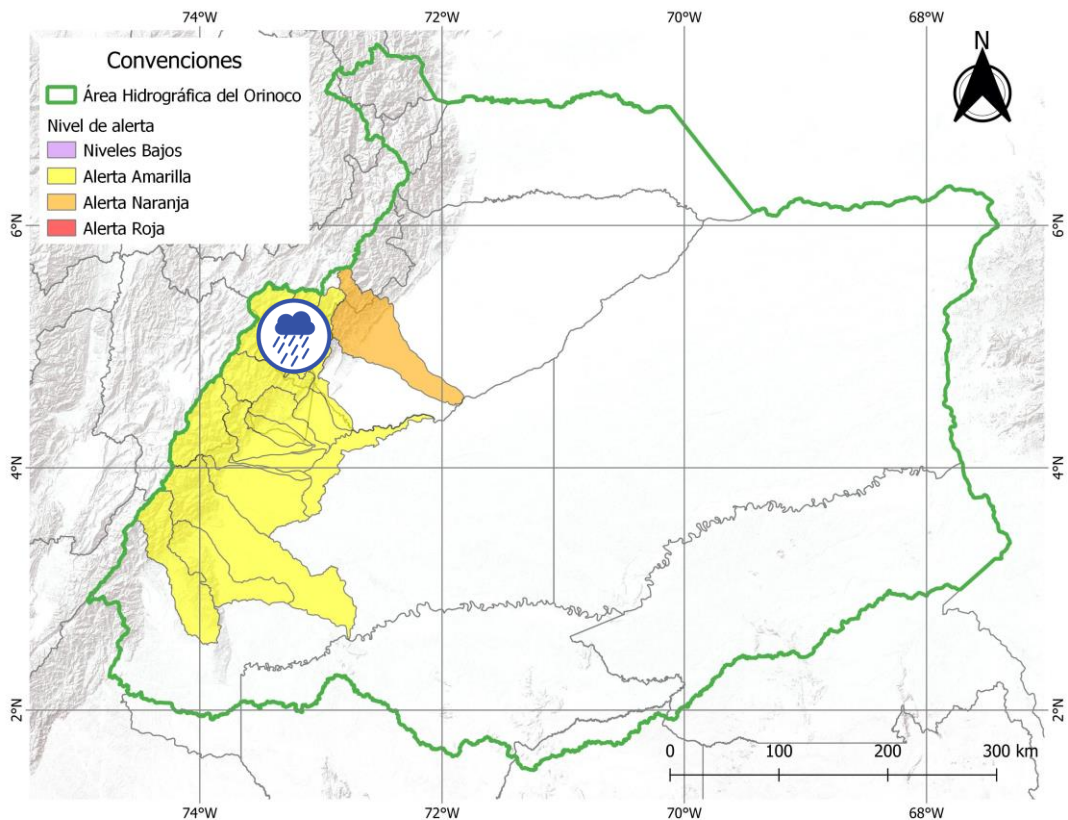 74°W 72°W 70°W 68°W
Convenciones
Área Hidrográfica del Orinoco
Nivel de alerta
Niveles Bajos
Alerta Amarilla
Alerta Naranja
Alerta Roja
N
6°N 6°N
4°N 4°N
2°N 2°N
0 100 200 300 km
74°W 72°W 70°W 68°W